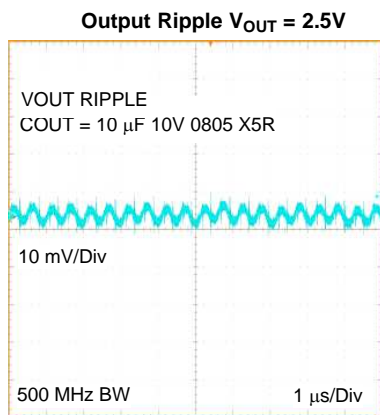 Output Ripple VOUT = 2.5V
VOUT RIPPLE
COUT = 10 μF 10V 0805 X5R
10 mV/Div
500 MHz BW
1 μs/Div